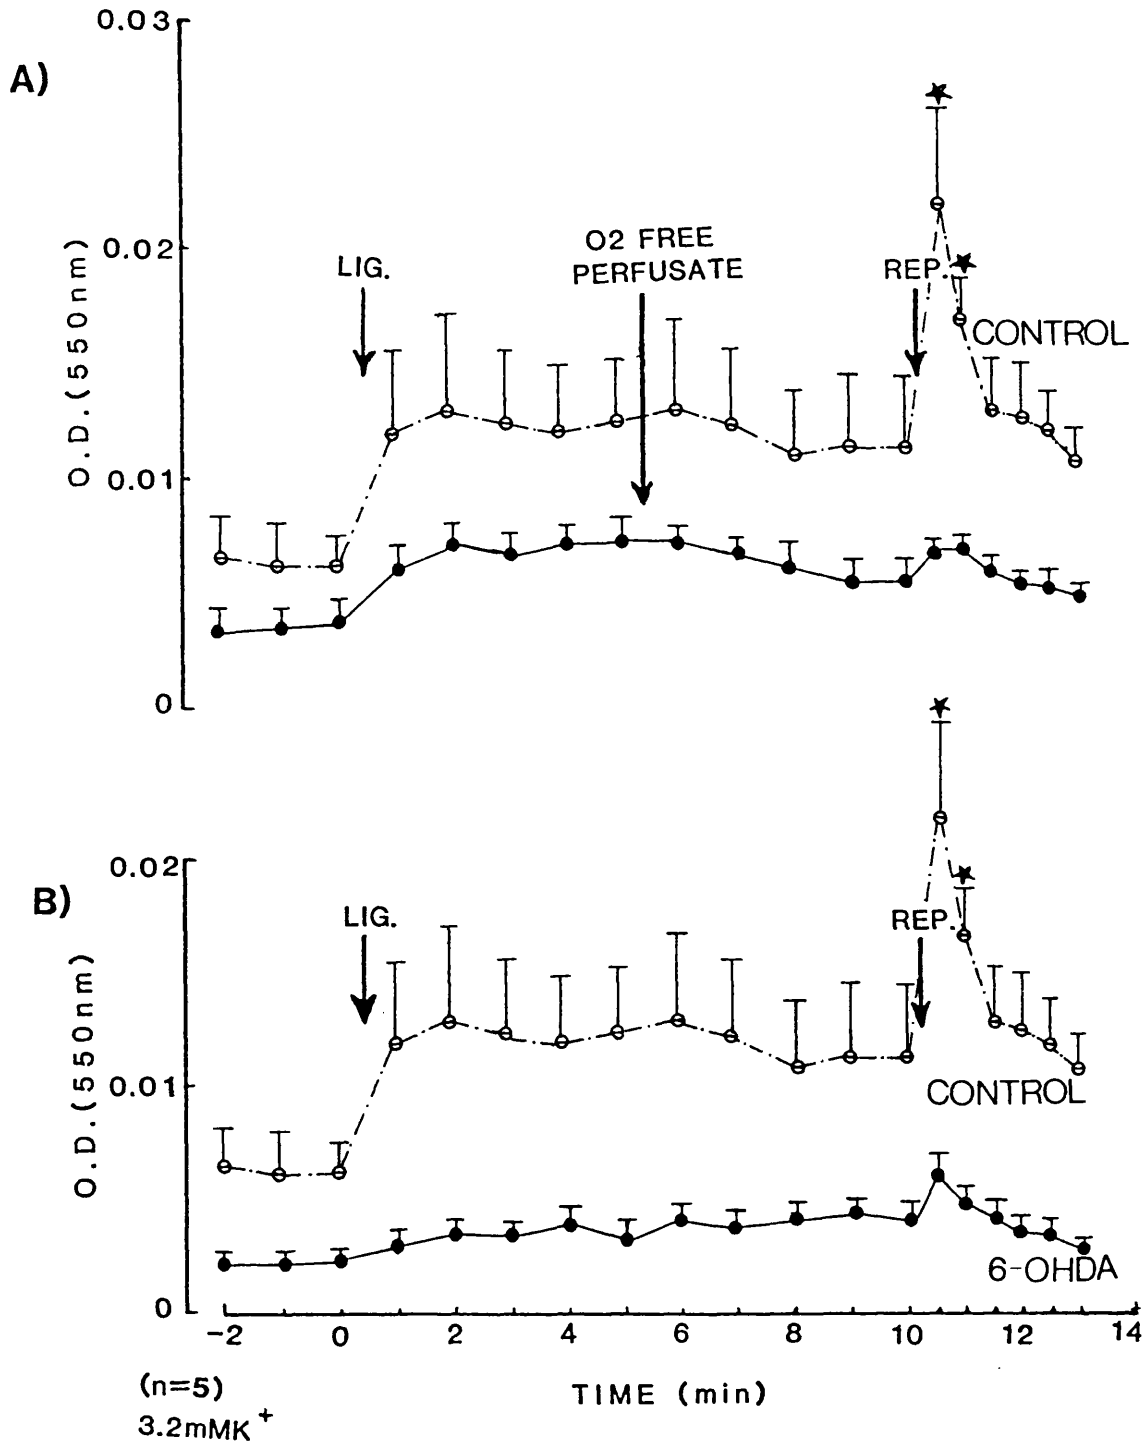 A)
0.03
0.02
0.01
0
O.D.(550nm)
LIG.
O2 FREE
PERFUSATE
REP.
CONTROL
B)
0.02
0.01
0
O.D.(550nm)
LIG.
REP.
CONTROL
6-OHDA
-2 0 2 4 6 8 10 12 14
(n=5)
TIME (min)
3.2mMK+